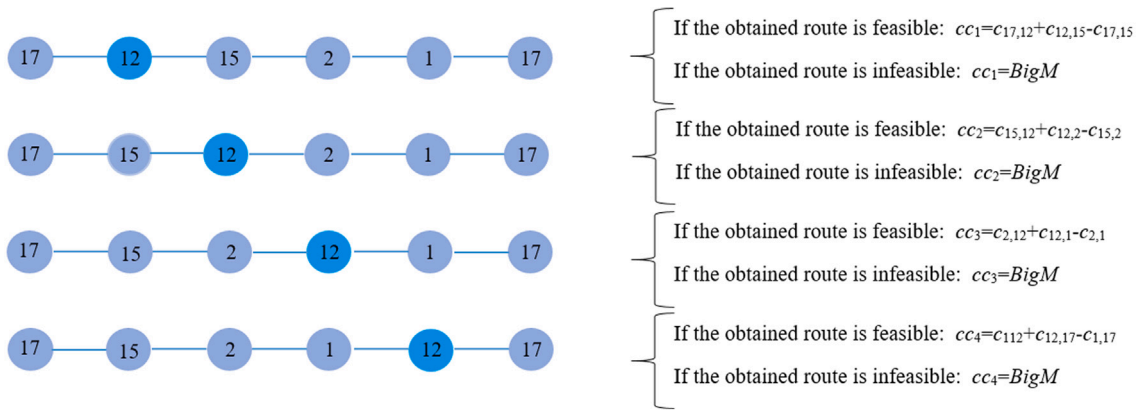 If the obtained route is feasible: cc1=c17,12+c12,15-c17,15
17 12 15 2 1 17
If the obtained route is infeasible: cc1=BigM
If the obtained route is feasible: cc2=c15,12+c12,2-c15,2
17 15 12 2 1 17
If the obtained route is infeasible: cc2=BigM
If the obtained route is feasible: cc3=c2,12+c12,1-c2,1
17 15 2 12 1 17
If the obtained route is infeasible: cc3=BigM
If the obtained route is feasible: cc4=c112+c12,17-c1,17
17 15 2 1 12 17
If the obtained route is infeasible: cc4=BigM